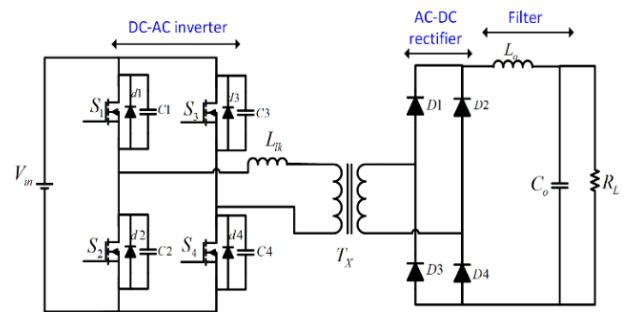 DC-AC inverter
AC-DC
rectifier
Filter
Lo
S1
d1
C1
S3
d3
C3
D1
D2
Llk
Vin
Co
RL
S2
d2
C2
S4
d4
C4
TX
D3
D4